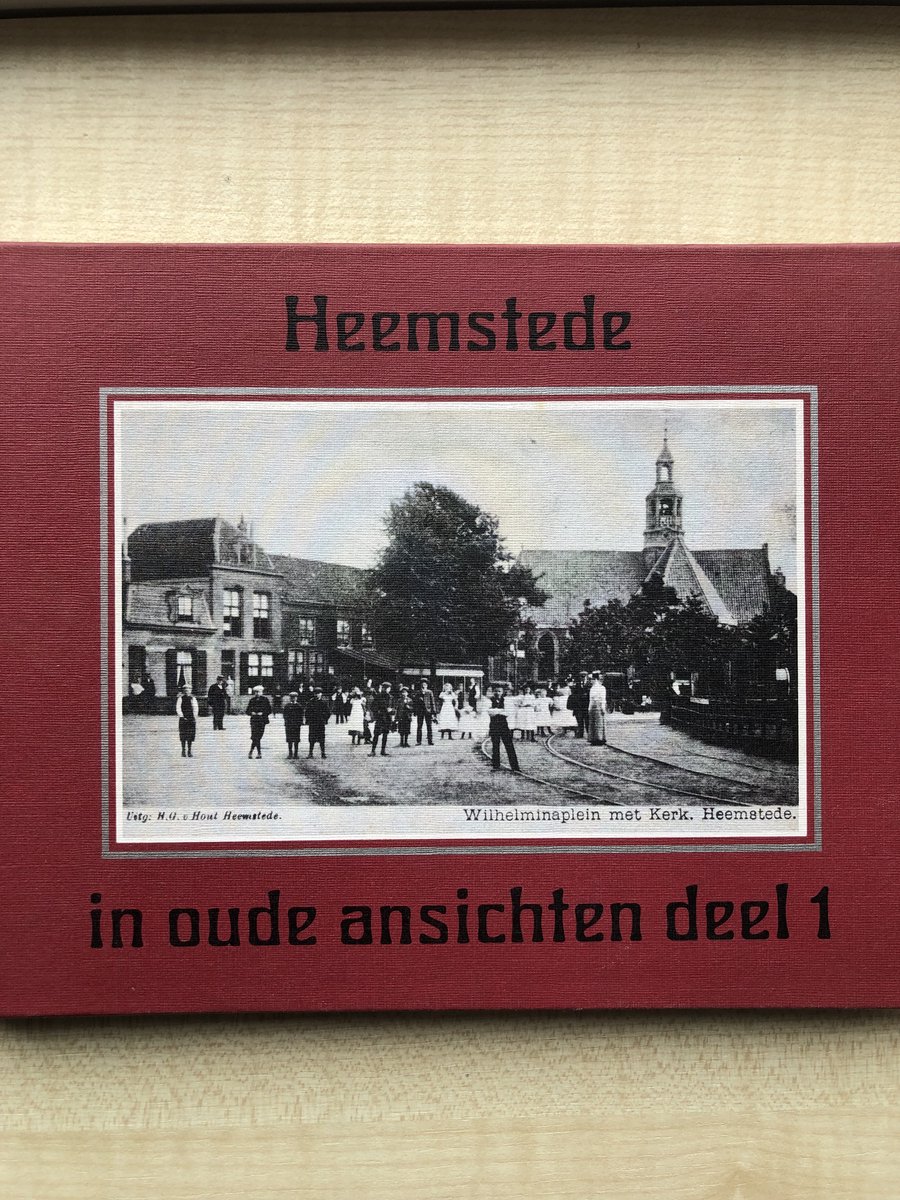 Heemstede
Uitg: H.G. v Hout Heemstede.
Wilhelminaplein met Kerk. Heemstede.
in oude ansichten deel 1